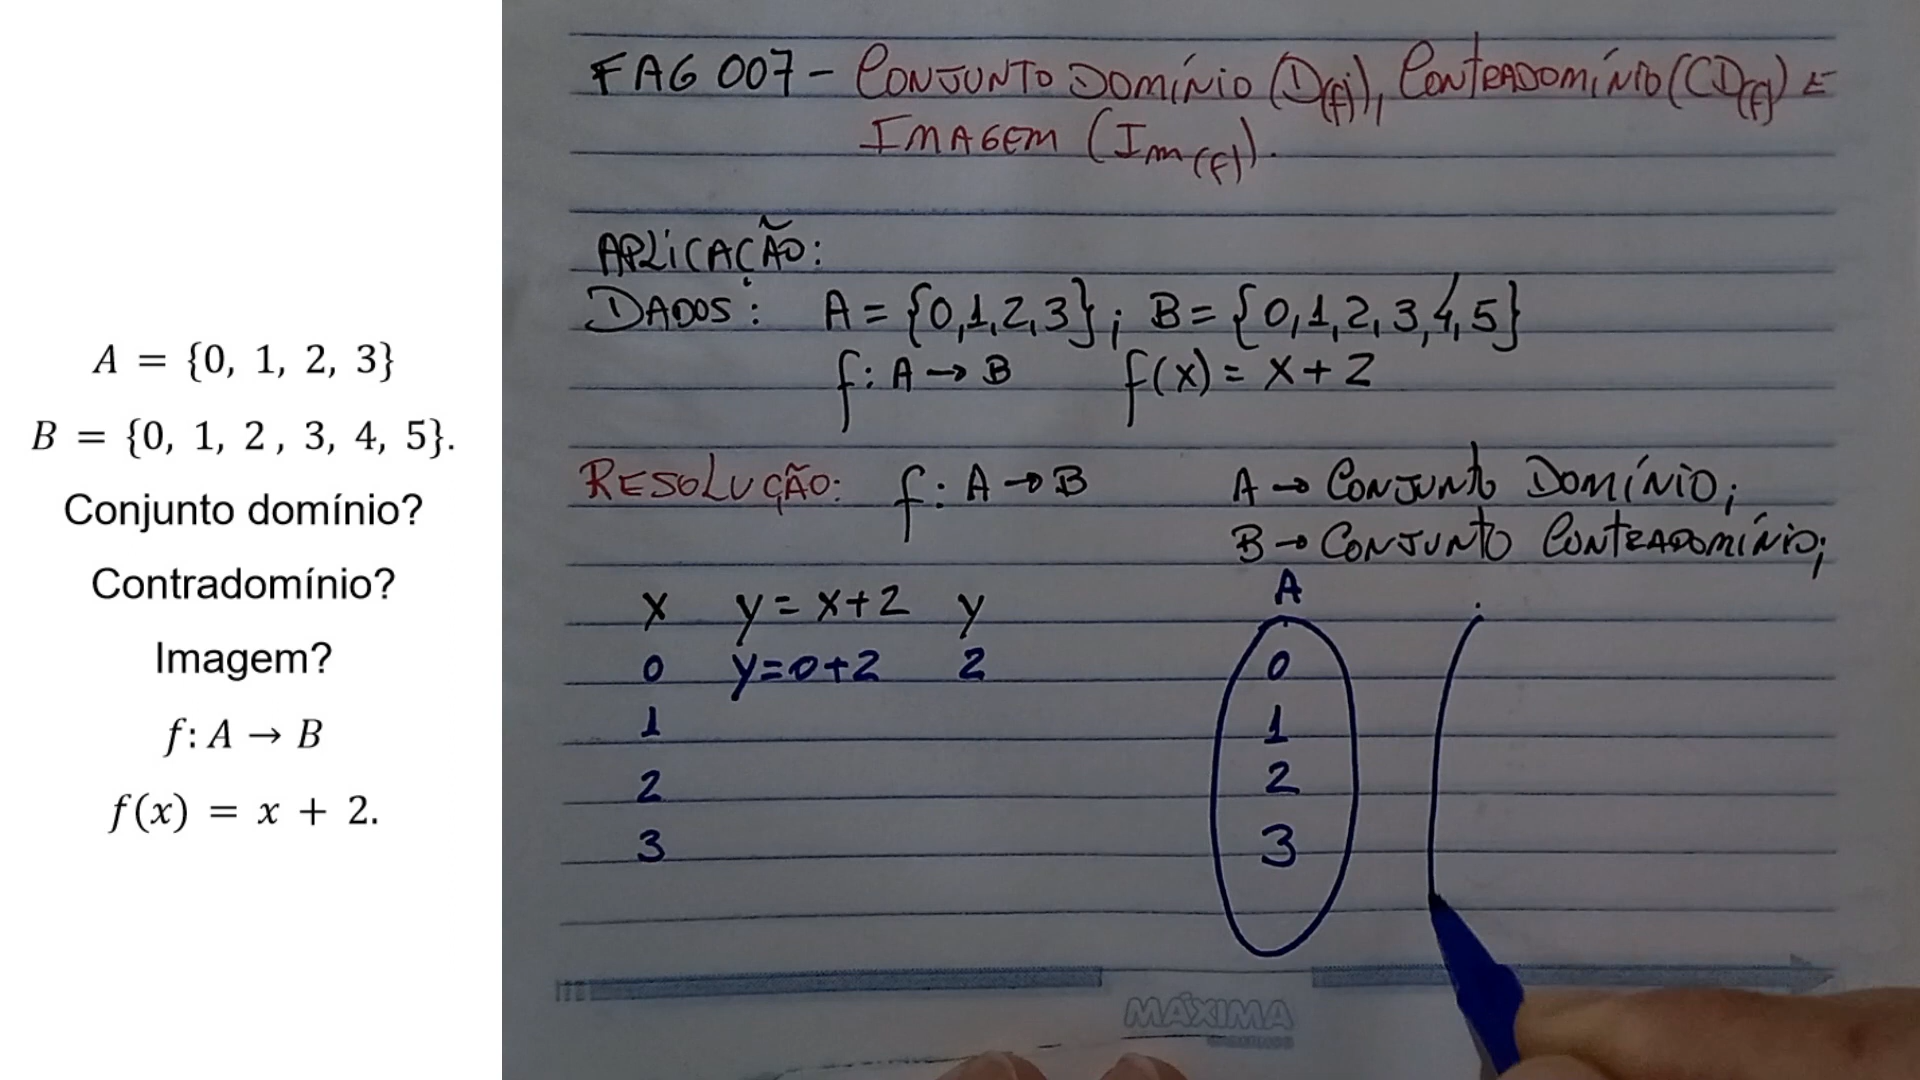 A = {0, 1, 2, 3}
B = {0, 1, 2 , 3, 4, 5}.
Conjunto domínio?
Contradomínio?
Imagem?
f: A → B
f(x) = x + 2.
FAG 007 - CONJUNTO DOMÍNIO (D(f)), CONTRADOMÍNIO (CD(f)) E
IMAGEM (Im(f)).
APLICAÇÃO:
DADOS: A = {0,1,2,3}; B = {0,1,2,3,4,5}
f: A → B f(x) = x + 2
RESOLUÇÃO: f: A → B A → CONJUNTO DOMÍNIO;
B → CONJUNTO CONTRADOMÍNIO;
x y = x+2 y
0 y=0+2 2
1
2
3
A
0
1
2
3
MÁXIMA